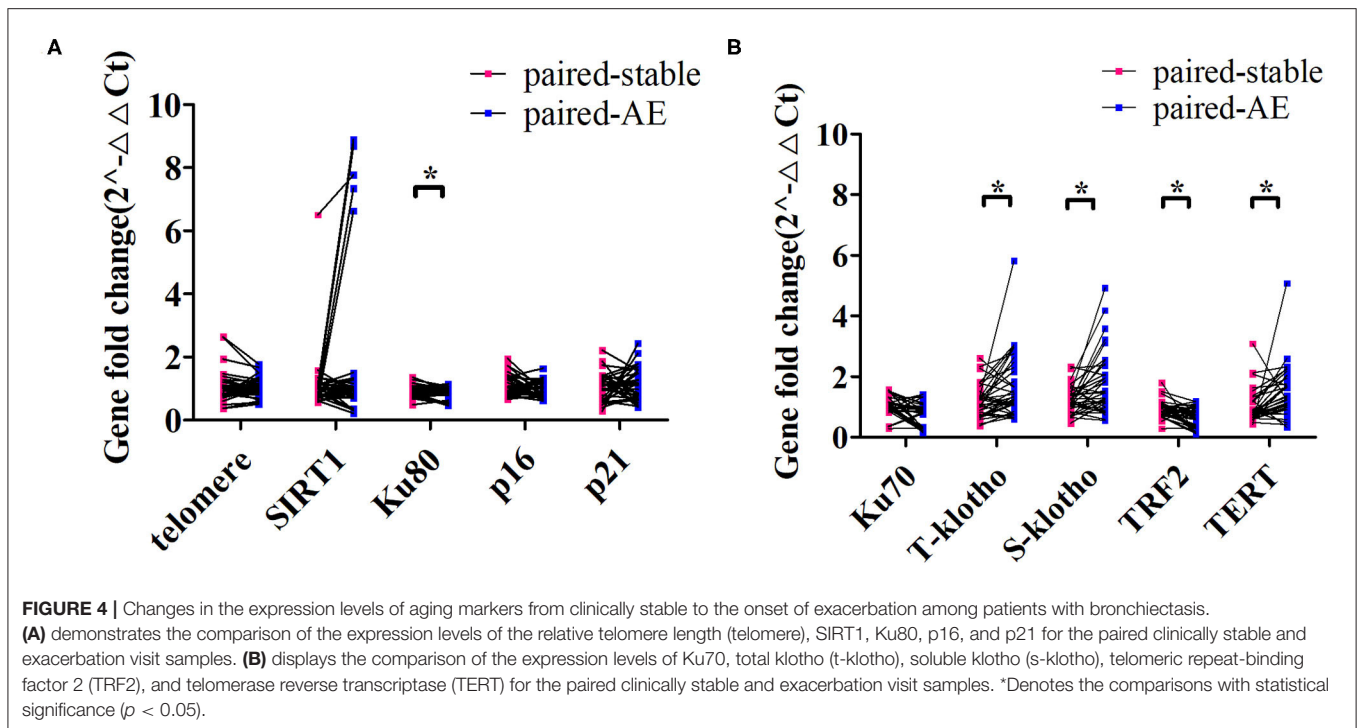 A
paired-stable
paired-AE
Gene fold change(2^-△△Ct)
10
8
6
4
2
0
*
telomere
SIRT1
Ku80
p16
p21
B
paired-stable
paired-AE
Gene fold change(2^-△△Ct)
10
8
6
4
2
0
*
*
*
*
Ku70
T-klotho
S-klotho
TRF2
TERT
FIGURE 4 | Changes in the expression levels of aging markers from clinically stable to the onset of exacerbation among patients with bronchiectasis.
(A) demonstrates the comparison of the expression levels of the relative telomere length (telomere), SIRT1, Ku80, p16, and p21 for the paired clinically stable and
exacerbation visit samples. (B) displays the comparison of the expression levels of Ku70, total klotho (t-klotho), soluble klotho (s-klotho), telomeric repeat-binding
factor 2 (TRF2), and telomerase reverse transcriptase (TERT) for the paired clinically stable and exacerbation visit samples. *Denotes the comparisons with statistical
significance (p < 0.05).